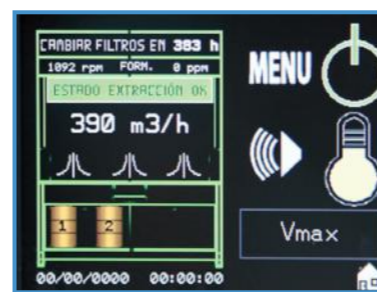 CAMBIAR FILTROS EN 383 h
1092 rpm FORM. 0 ppm
ESTADO EXTRACCIÓN OK
390 m3/h
1 2
00/00/0000 00:00:00
MENU
Vmax